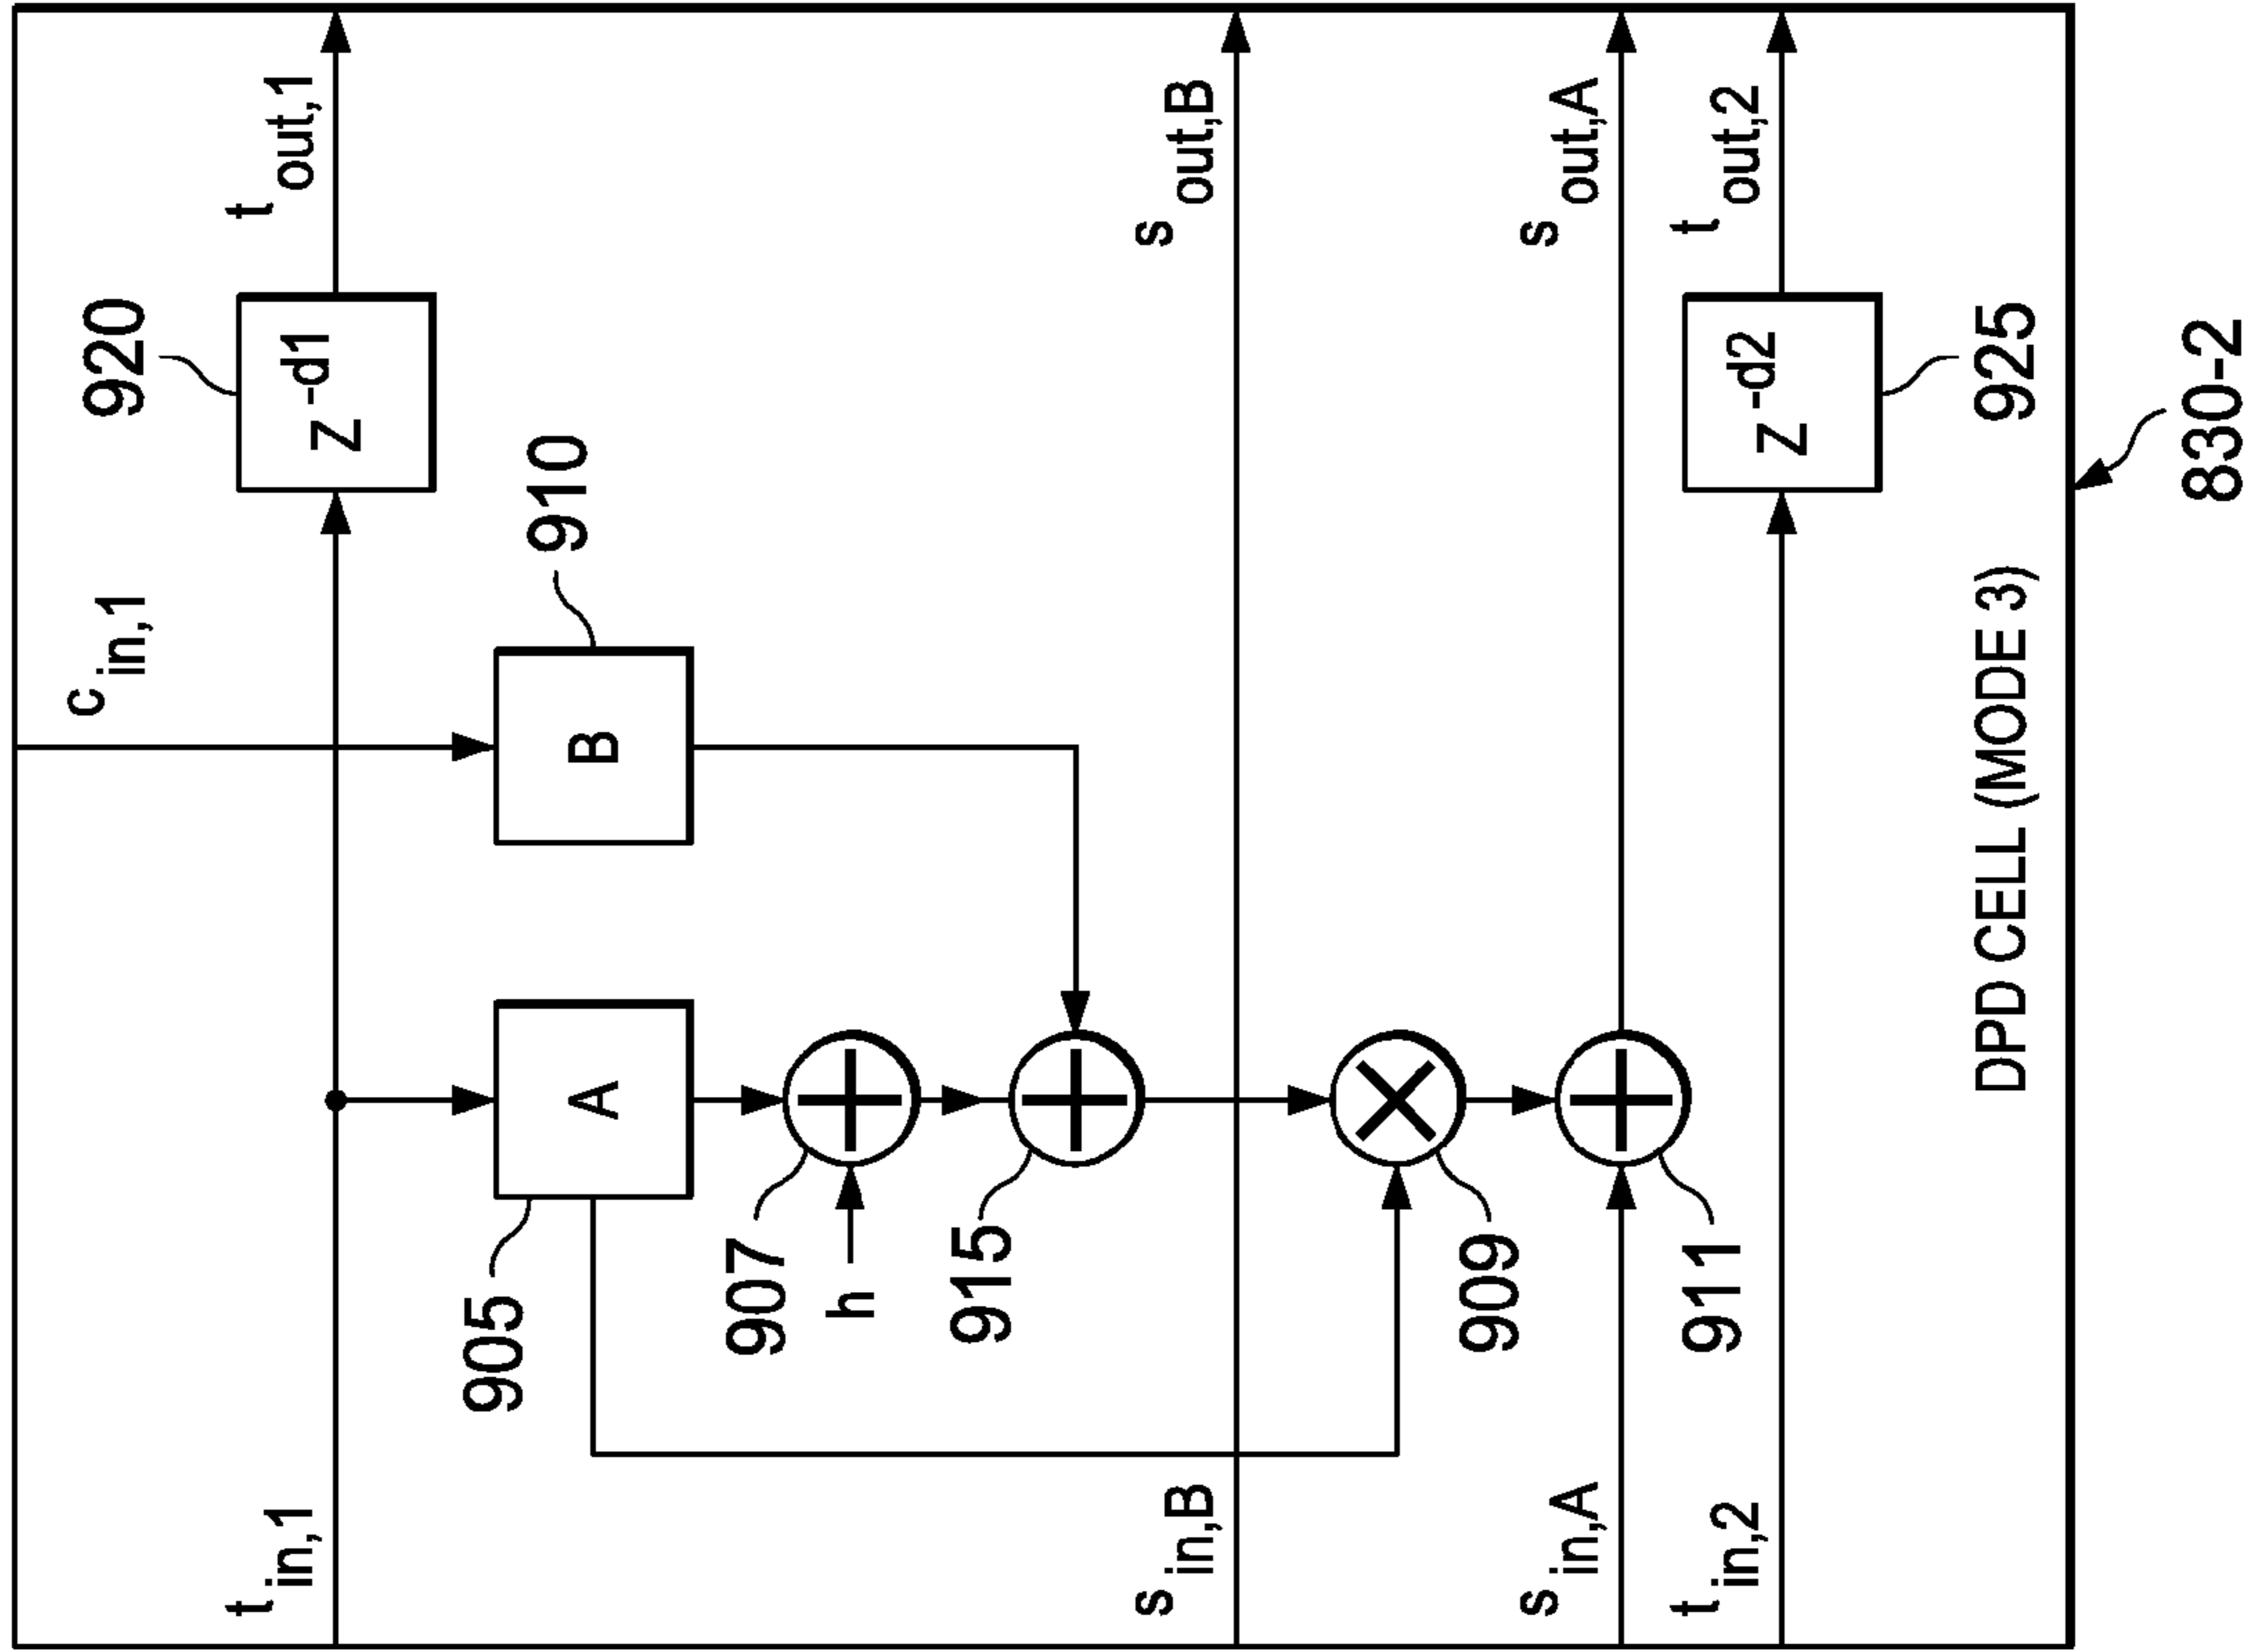 c in,1
920
t in,1
z -d1
t out,1
910
905
A
B
907
h
915
s in,B
s out,B
909
s in,A
s out,A
911
t in,2
z -d2
t out,2
925
DPD CELL (MODE 3)
830-2